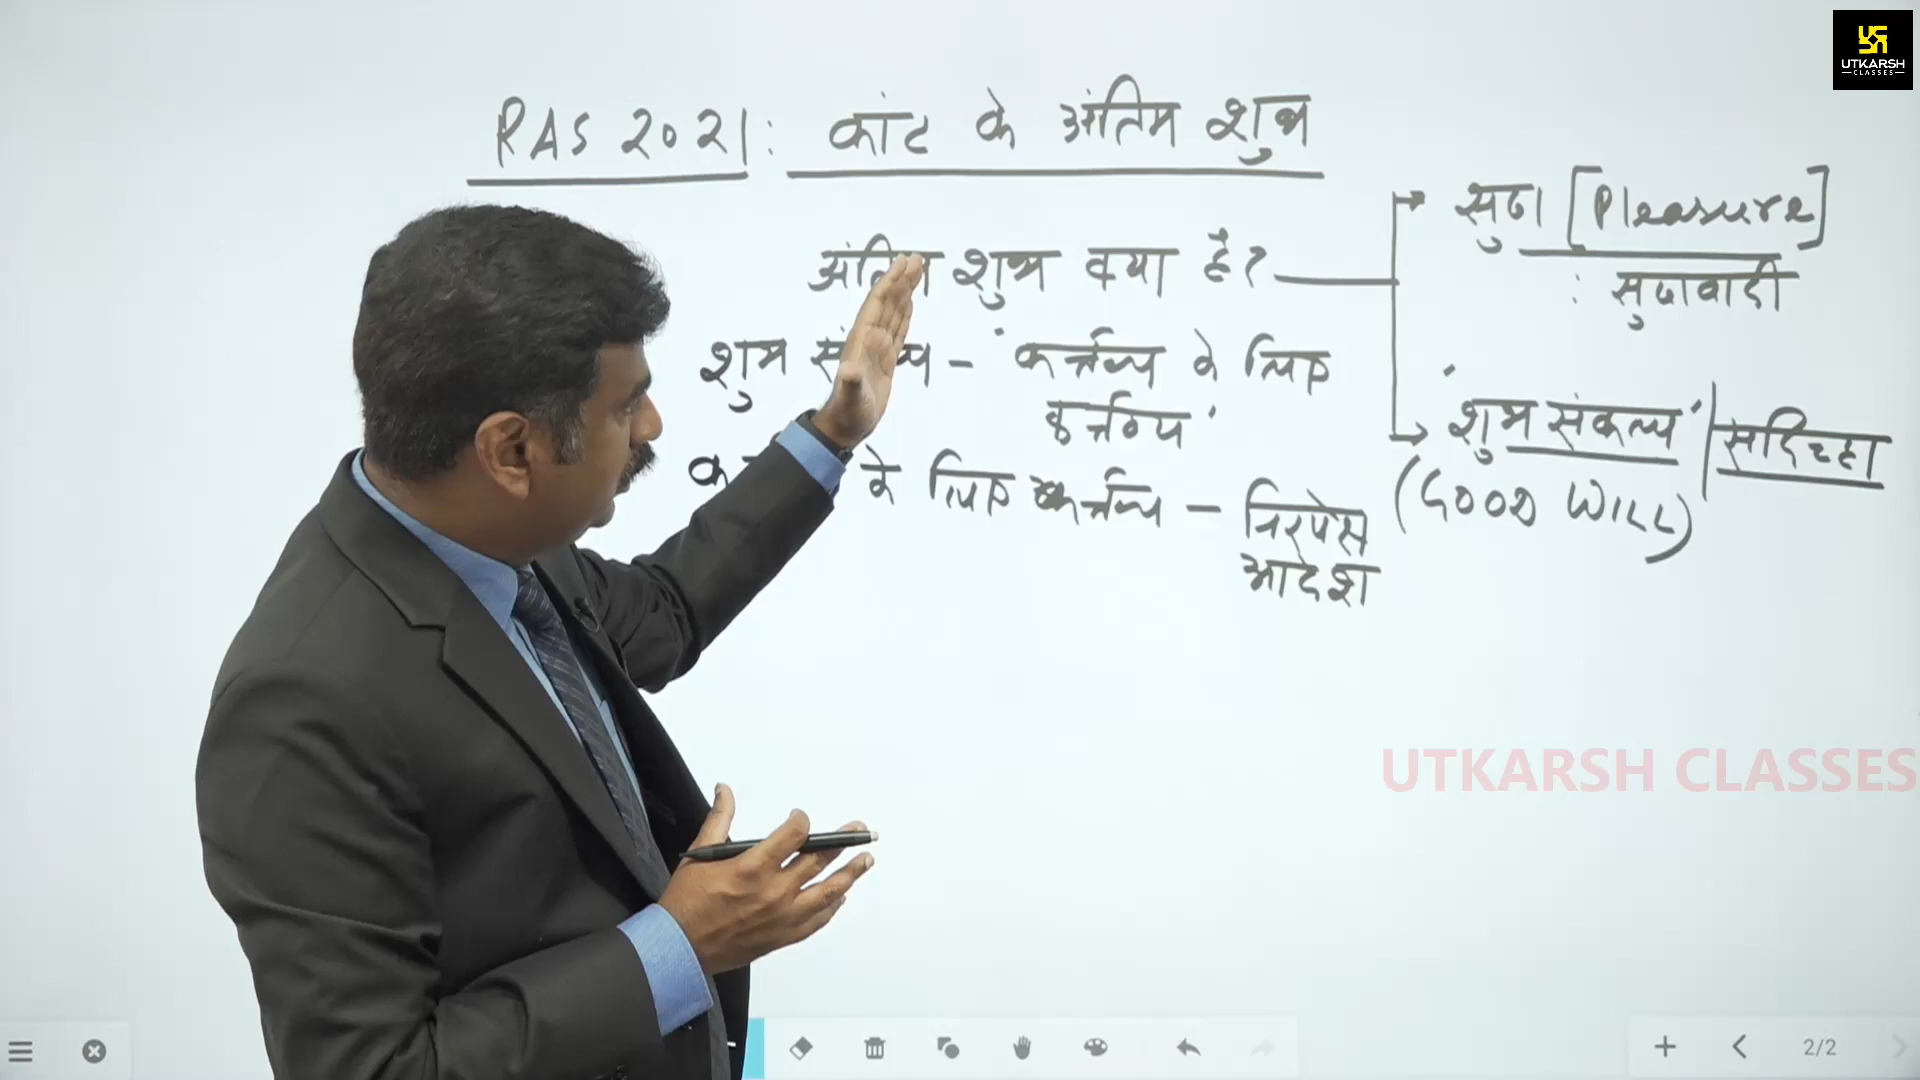 UTKARSH
CLASSES
RAS 2021: कांट के अंतिम शुभ
अंतिम शुभ क्या है?
सुख [Pleasure]
: सुखवादी
शुभ - 'कर्त्तव्य के लिए
कर्त्तव्य'
के लिए कर्त्तव्य - निरपेक्ष
आदेश
'शुभ संकल्प' | सदिच्छा
(GOOD WILL)
UTKARSH CLASSES
2/2